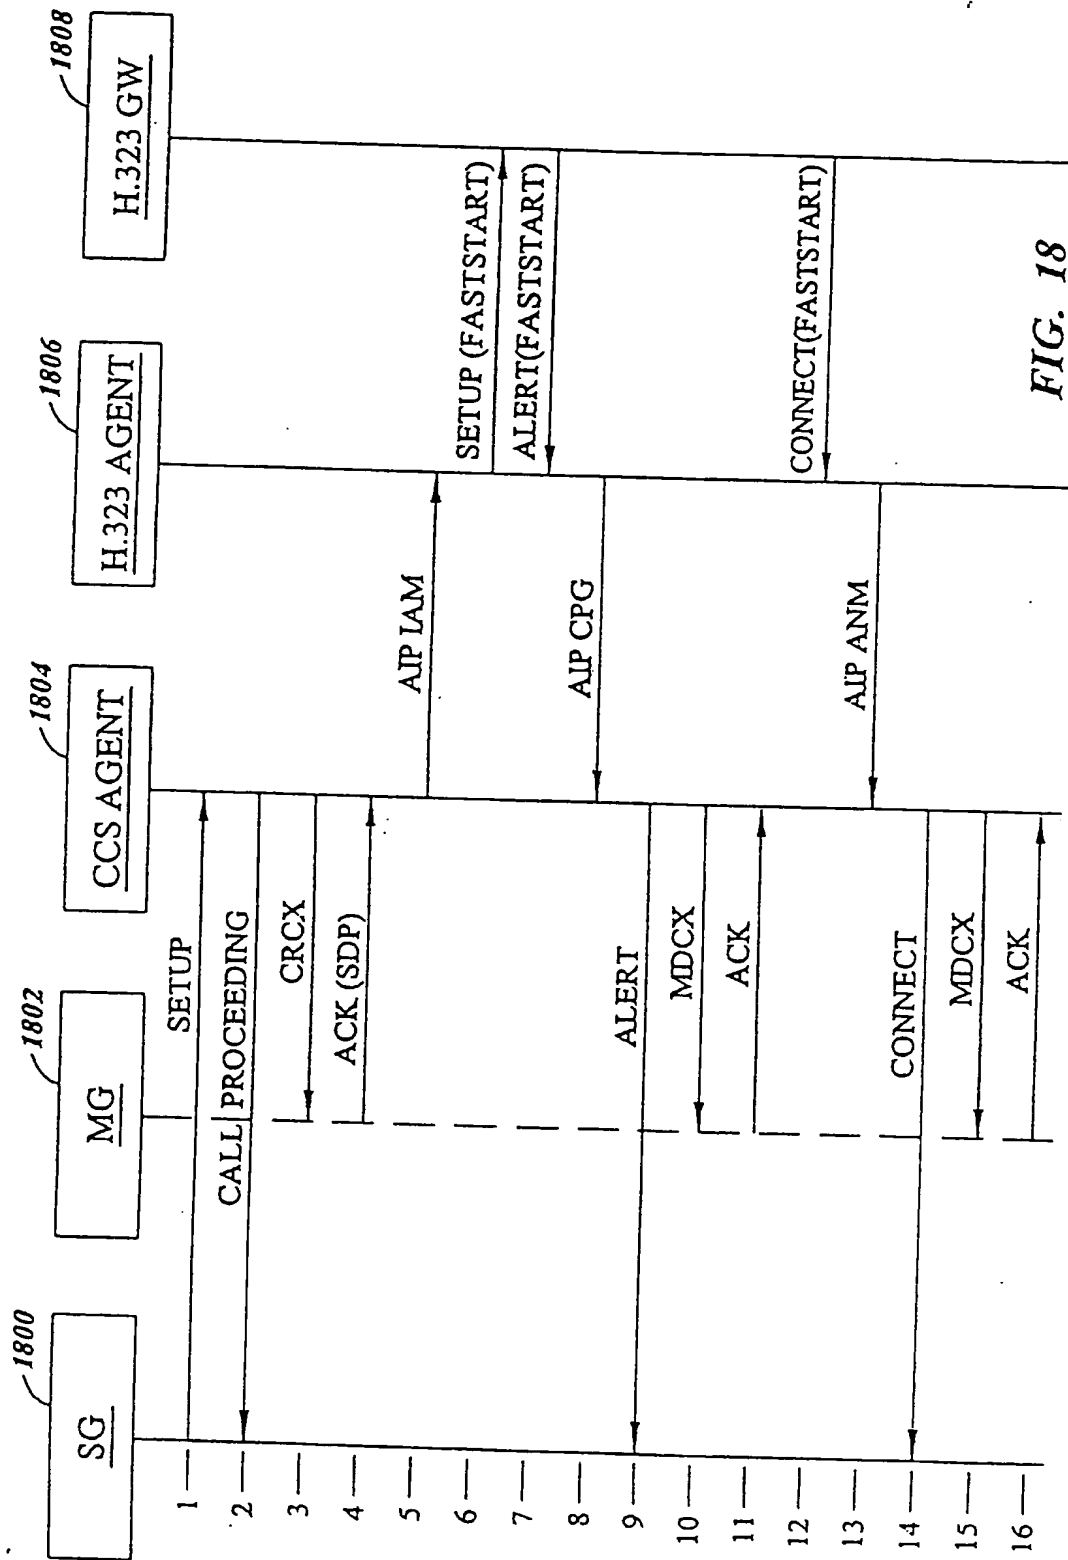 1800
SG
1802
MG
1804
CCS AGENT
1806
H.323 AGENT
1808
H.323 GW
1
SETUP
2
CALL PROCEEDING
3
CRCX
4
ACK (SDP)
5
AIP IAM
6
SETUP (FASTSTART)
7
ALERT(FASTSTART)
8
AIP CPG
9
ALERT
10
MDCX
11
ACK
12
CONNECT(FASTSTART)
13
AIP ANM
14
CONNECT
15
MDCX
16
ACK
FIG. 18